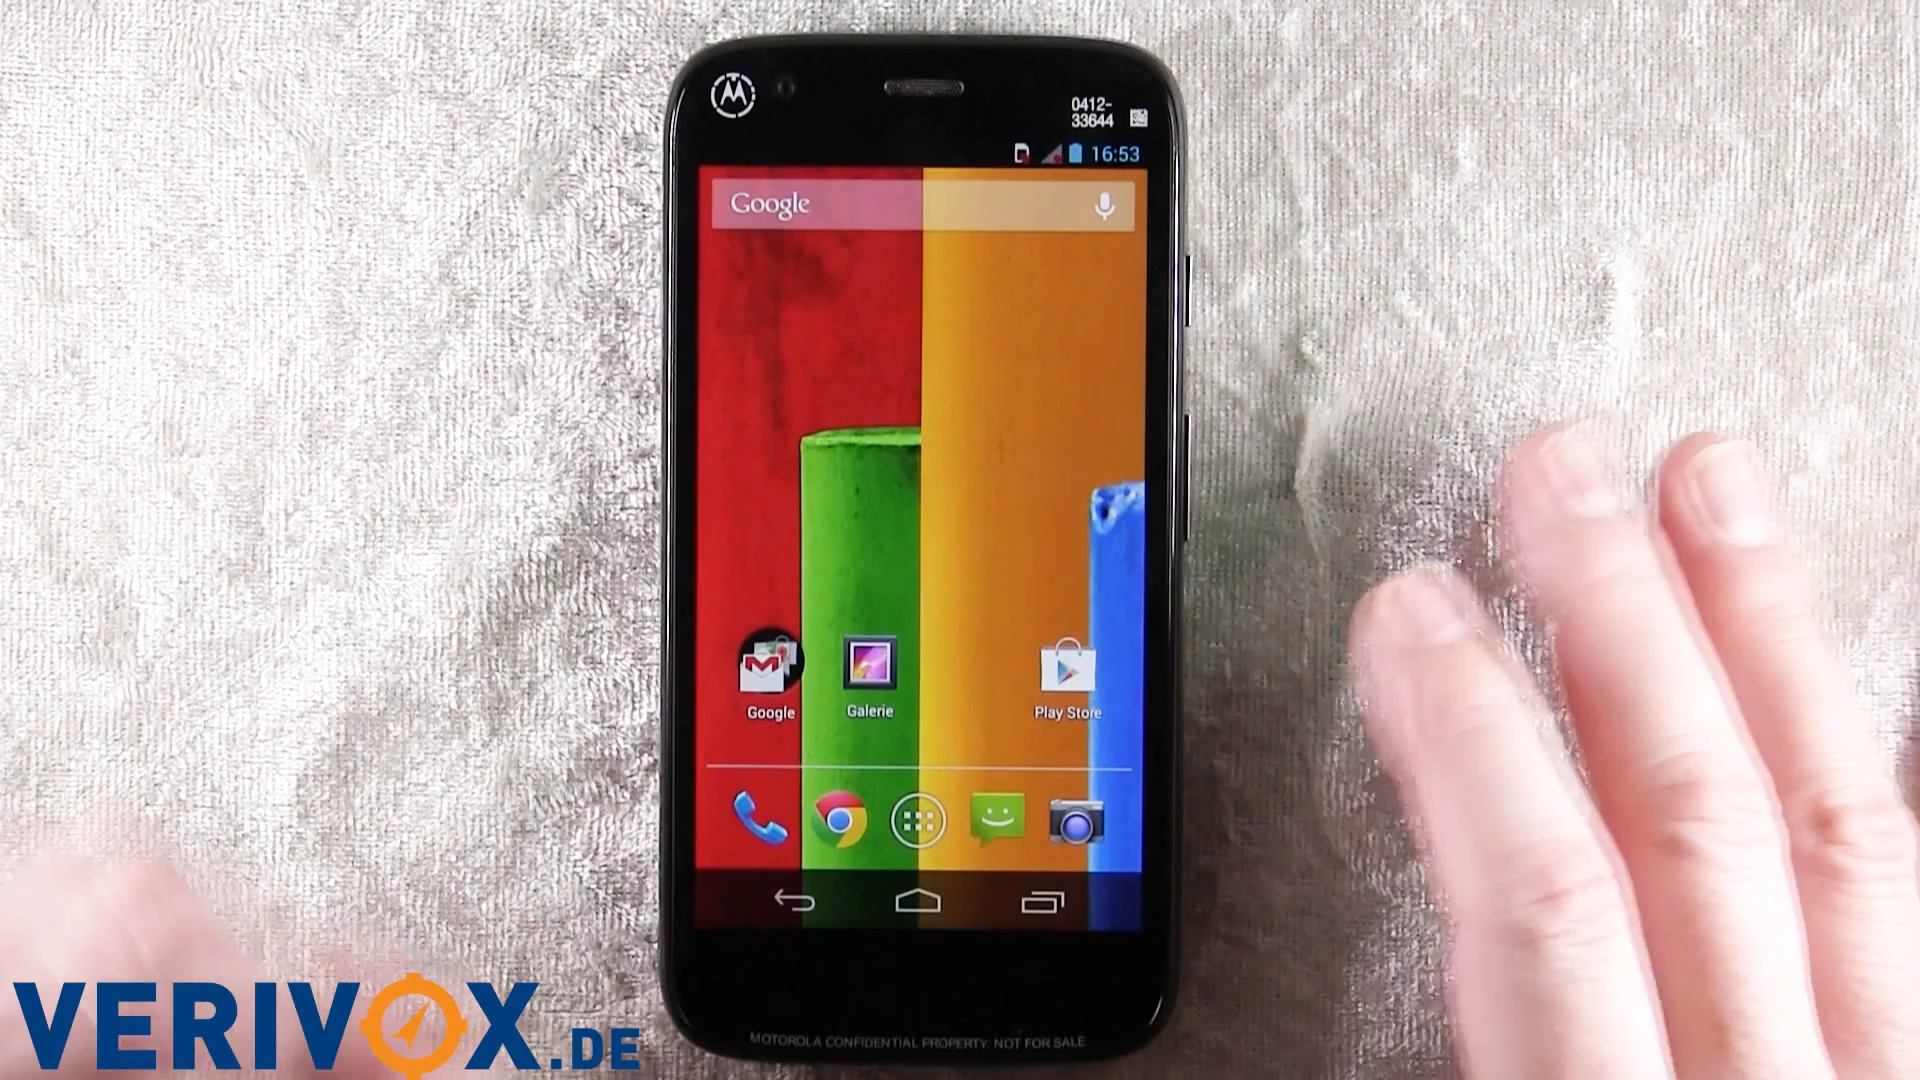 0412-
33644
16:53
Google
Google
Galerie
Play Store
VERIVOX.DE
MOTOROLA CONFIDENTIAL PROPERTY: NOT FOR SALE